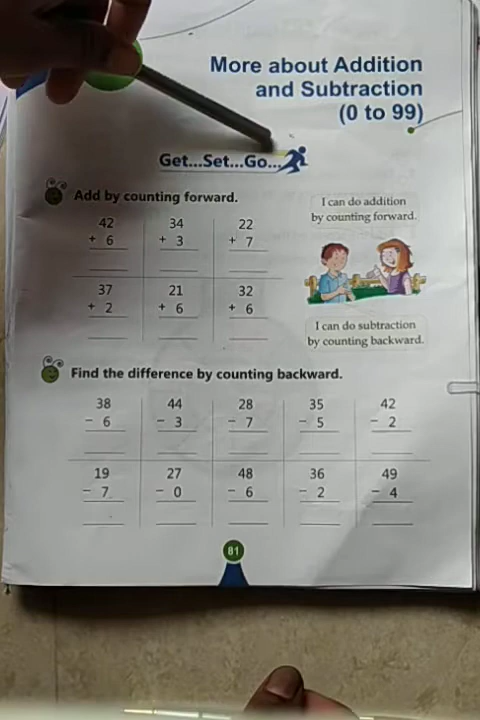 More about Addition
and Subtraction
(0 to 99)
Get...Set...Go...
Add by counting forward.
42 34 22
+ 6 + 3 + 7
37 21 32
+ 2 + 6 + 6
I can do addition
by counting forward.
I can do subtraction
by counting backward.
Find the difference by counting backward.
38 44 28 35 42
− 6 − 3 − 7 − 5 − 2
19 27 48 36 49
− 7 − 0 − 6 − 2 − 4
81